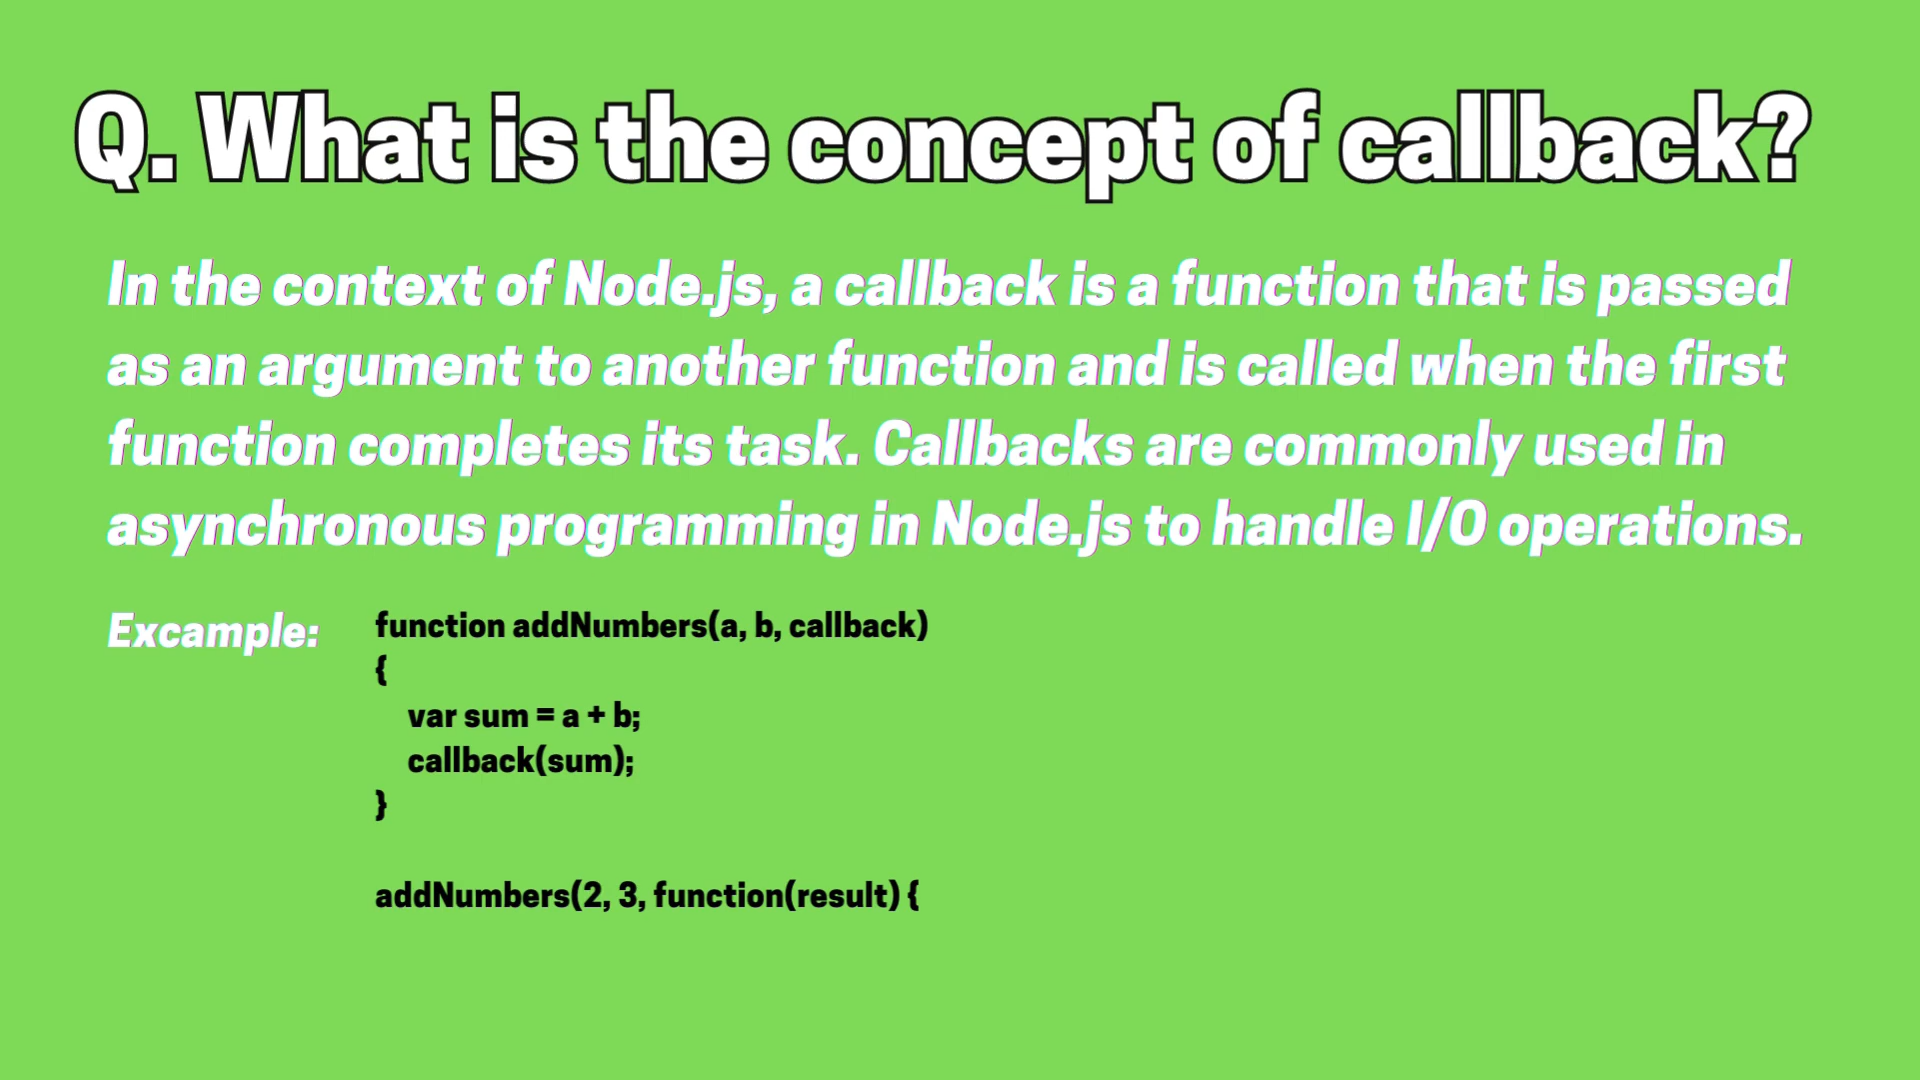 Q. What is the concept of callback?
In the context of Node.js, a callback is a function that is passed
as an argument to another function and is called when the first
function completes its task. Callbacks are commonly used in
asynchronous programming in Node.js to handle I/O operations.
Excample:
function addNumbers(a, b, callback)
{
var sum = a + b;
callback(sum);
}
addNumbers(2, 3, function(result) {